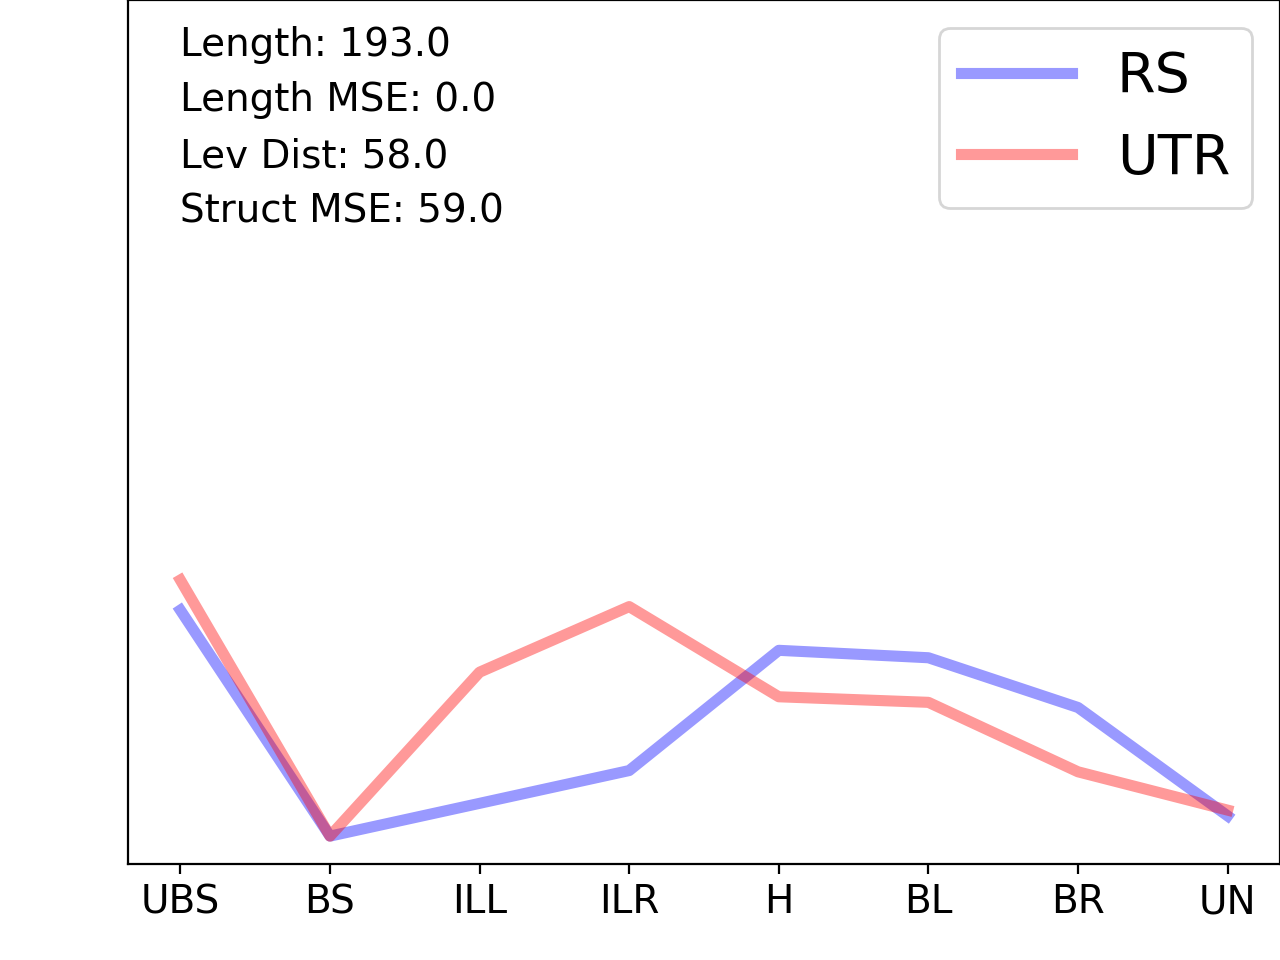 Length: 193.0
Length MSE: 0.0
Lev Dist: 58.0
Struct MSE: 59.0
RS
UTR
UBS BS ILL ILR H BL BR UN